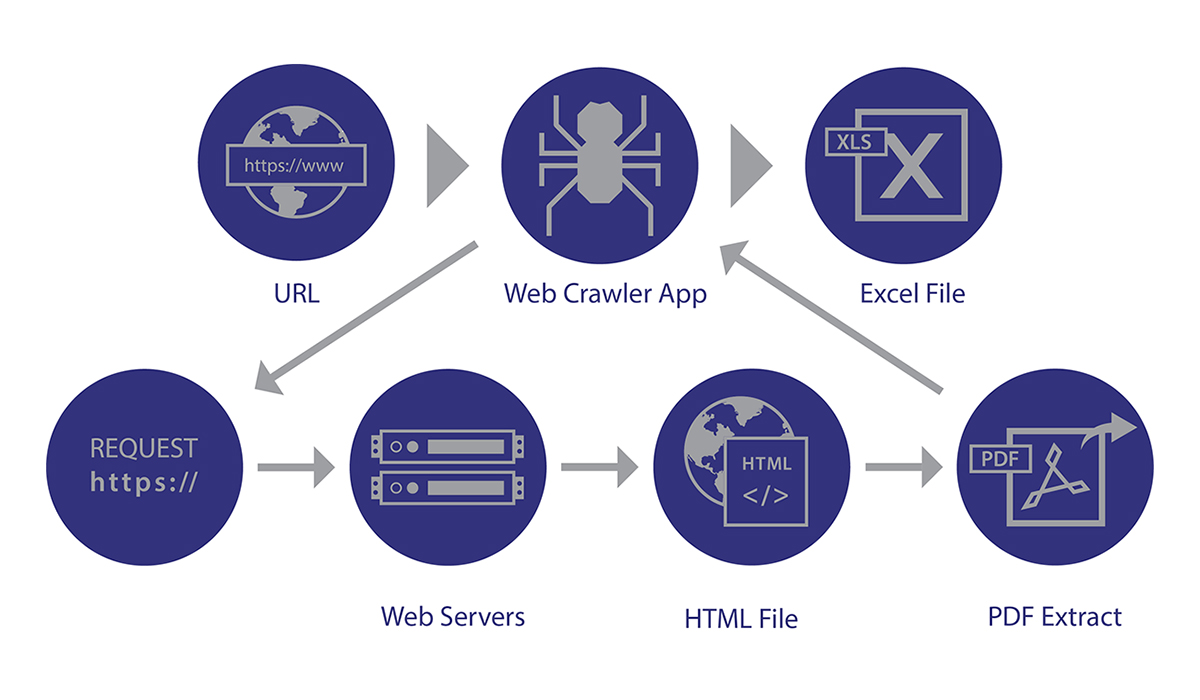 https://www
XLS
URL
Web Crawler App
Excel File
REQUEST
https://
HTML
</>
PDF
Web Servers
HTML File
PDF Extract